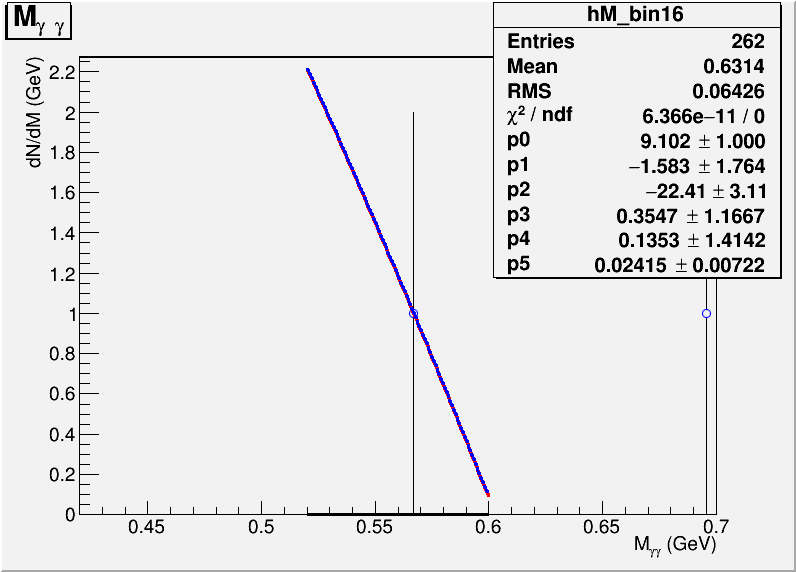 Mγ γ
hM_bin16
Entries 262
Mean 0.6314
RMS 0.06426
χ² / ndf 6.366e−11 / 0
p0 9.102 ± 1.000
p1 −1.583 ± 1.764
p2 −22.41 ± 3.11
p3 0.3547 ± 1.1667
p4 0.1353 ± 1.4142
p5 0.02415 ± 0.00722
dN/dM (GeV)
2.2
2
1.8
1.6
1.4
1.2
1
0.8
0.6
0.4
0.2
0
0.45 0.5 0.55 0.6 0.65 0.7
Mγγ (GeV)